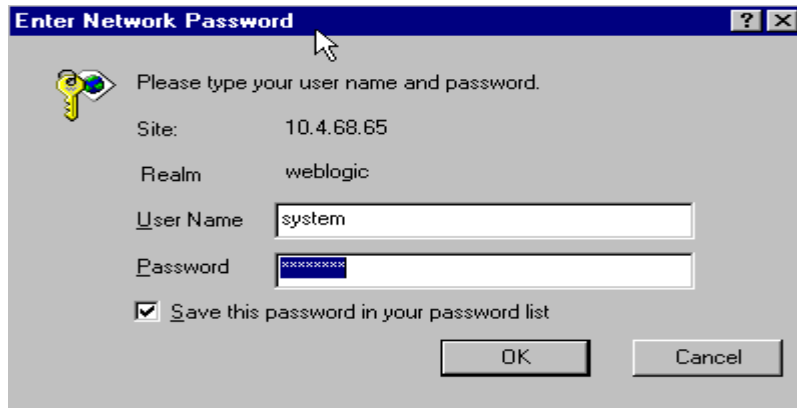 Enter Network Password
Please type your user name and password.
Site: 10.4.68.65
Realm weblogic
User Name system
Password ********
Save this password in your password list
OK Cancel